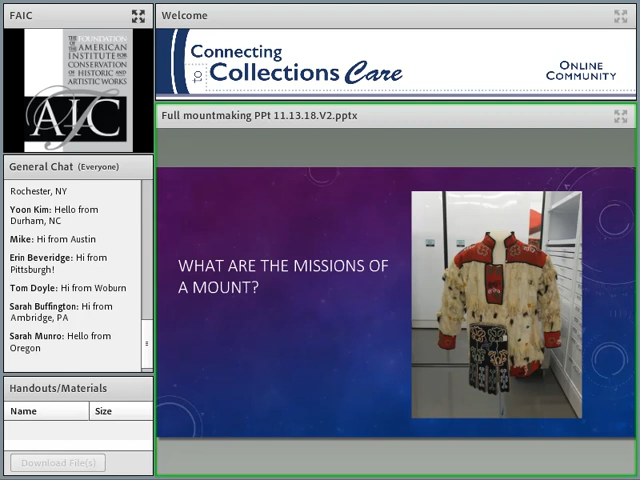 FAIC
THE
FOUNDATION
OF THE
AMERICAN
INSTITUTE FOR
CONSERVATION
OF HISTORIC AND
ARTISTIC WORKS
AIC
Welcome
Connecting
to Collections Care
ONLINE
COMMUNITY
General Chat (Everyone)
Rochester, NY
Yoon Kim: Hello from
Durham, NC
Mike: Hi from Austin
Erin Beveridge: Hi from
Pittsburgh!
Tom Doyle: Hi from Woburn
Sarah Buffington: Hi from
Ambridge, PA
Sarah Munro: Hello from
Oregon
Handouts/Materials
Name Size
Download File(s)
Full mountmaking PPt 11.13.18.V2.pptx
WHAT ARE THE MISSIONS OF
A MOUNT?